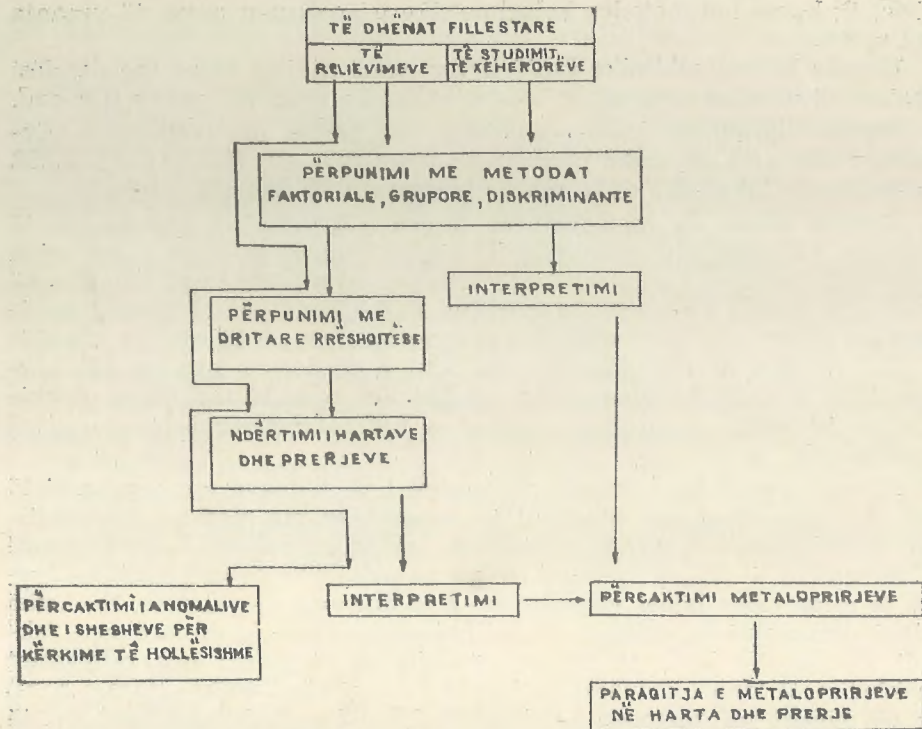 TË DHËNAT FILLESTARE
TË
RELIEVIMEVE
TË STUDIMIT,
TË XEHERORËVE
PËRPUNIMI ME METODAT
FAKTORIALE, GRUPORE, DISKRIMINANTE
INTERPRETIMI
PËRPUNIMI ME
DRITARE RRËSHQITËSE
NDËRTIMI I HARTAVE
DHE PRERJEVE
PËRCAKTIMI I ANOMALIVE
DHE I SHESHEVE PËR
KËRKIME TË HOLLËSISHME
INTERPRETIMI
PËRCAKTIMI METALOPRIRJEVE
PARAQITJA E METALOPRIRJEVE
NË HARTA DHE PRERJE